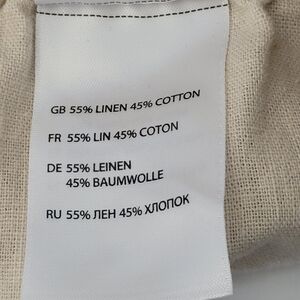 GB 55% LINEN 45% COTTON
FR 55% LIN 45% COTON
DE 55% LEINEN
45% BAUMWOLLE
RU 55% ЛЕН 45% ХЛОПОК